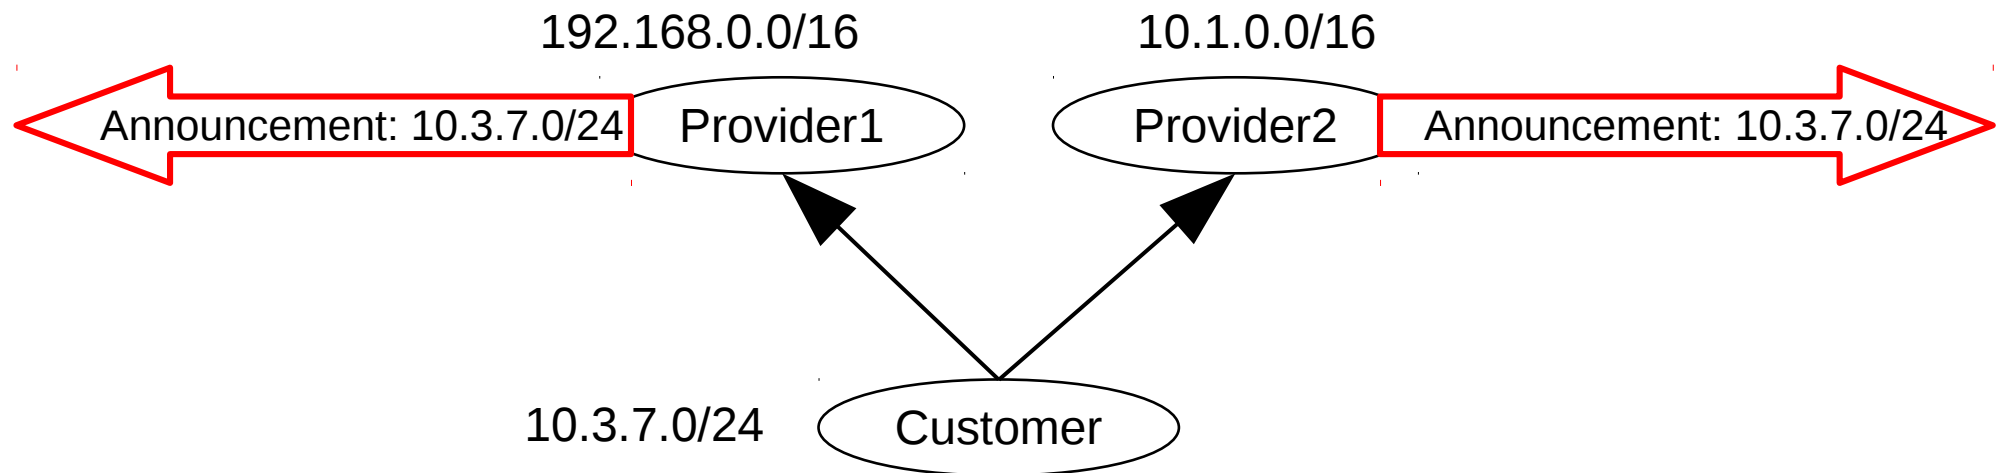 192.168.0.0/16
10.1.0.0/16
Announcement: 10.3.7.0/24
Provider1
Provider2
Announcement: 10.3.7.0/24
10.3.7.0/24
Customer